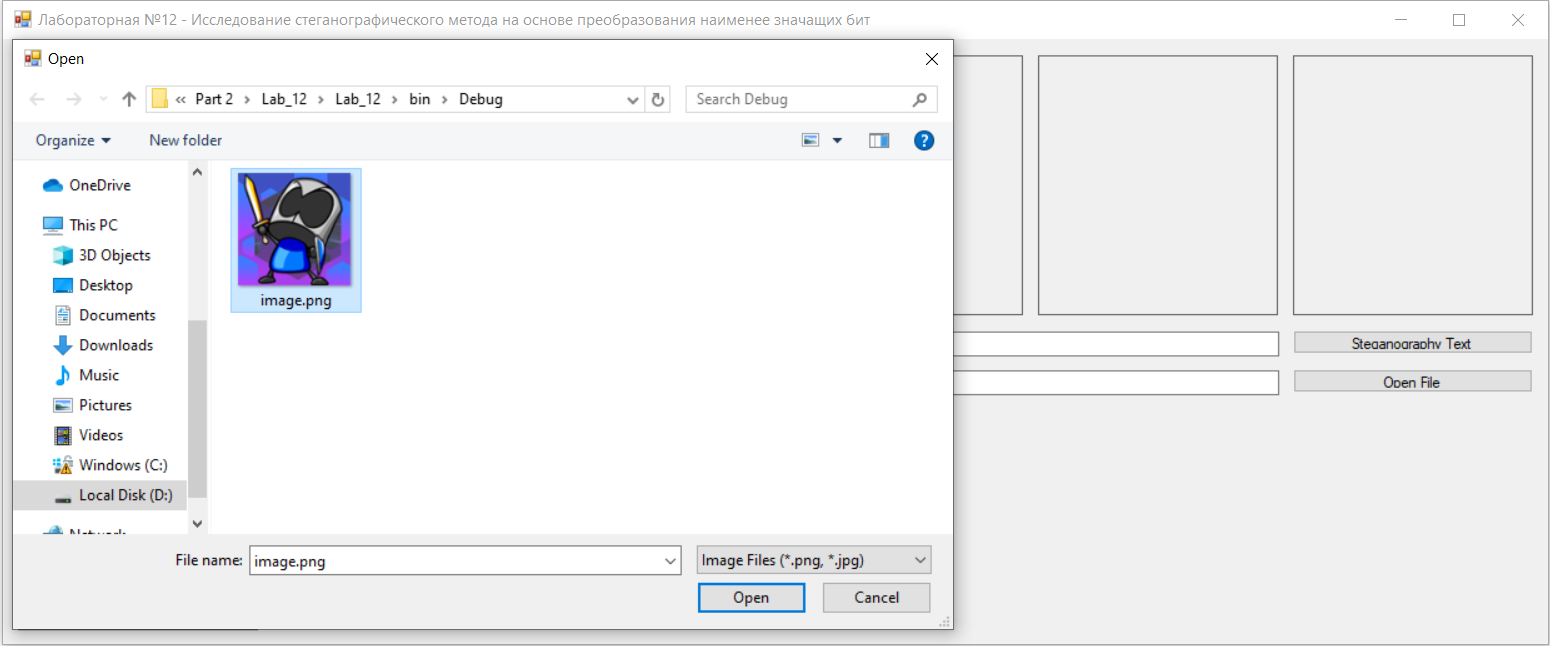 Лабораторная №12 - Исследование стеганографического метода на основе преобразования наименее значащих бит
Open
« Part 2 › Lab_12 › Lab_12 › bin › Debug
Search Debug
Organize
New folder
?
OneDrive
This PC
3D Objects
Desktop
Documents
Downloads
Music
Pictures
Videos
Windows (C:)
Local Disk (D:)
Network
image.png
Steganography Text
Open File
File name:
image.png
Image Files (*.png, *.jpg)
Open
Cancel